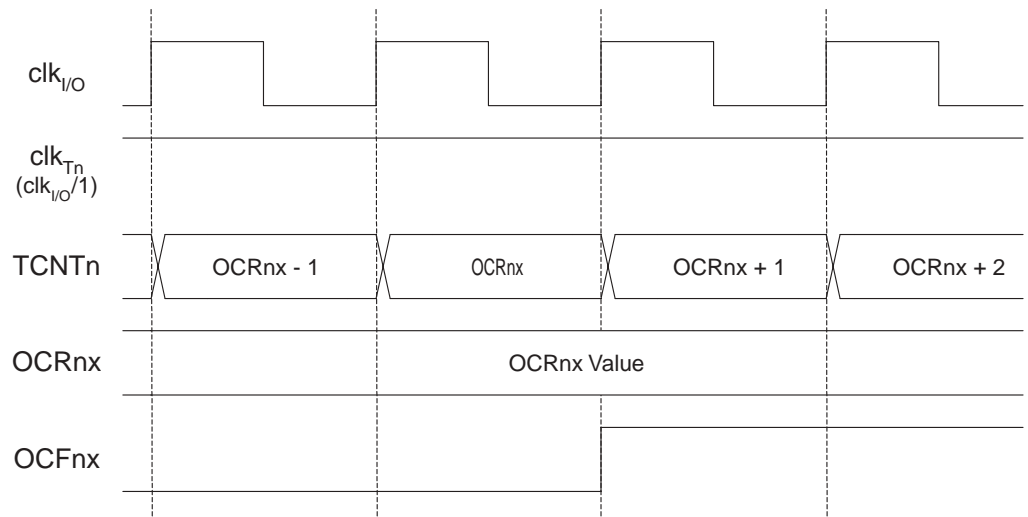 clkI/O
clkTn
(clkI/O/1)
TCNTn OCRnx - 1 OCRnx OCRnx + 1 OCRnx + 2
OCRnx OCRnx Value
OCFnx